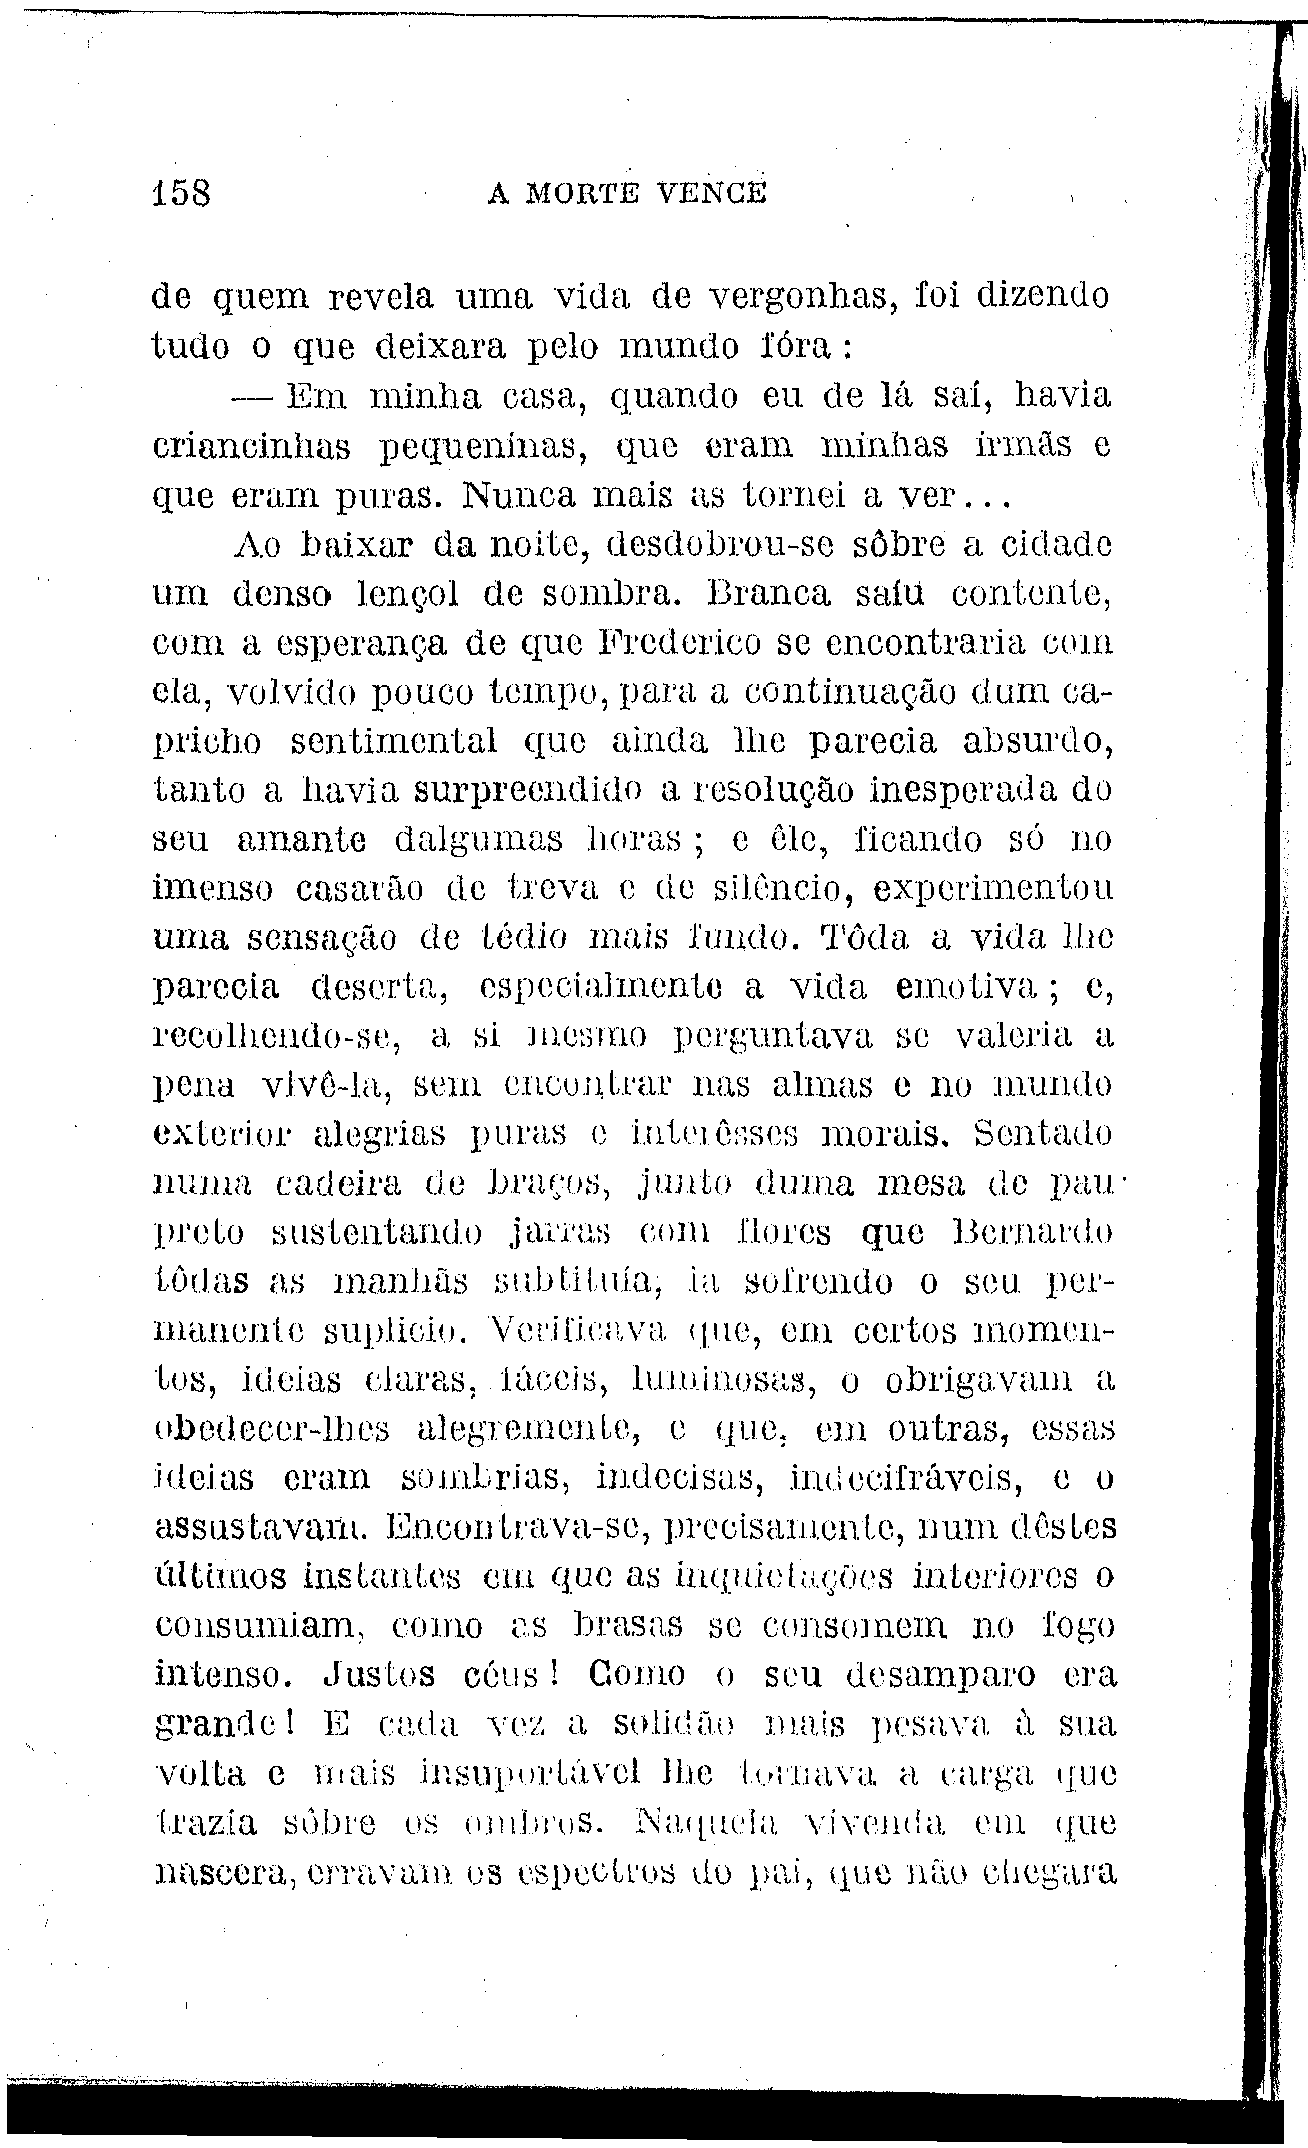 158 A MORTE VENCE
de quem revela uma vida de vergonhas, foi dizendo
tudo o que deixara pelo mundo fóra :
— Em minha casa, quando eu de lá saí, havia
criancinhas pequeninas, que eram minhas irmãs e
que eram puras. Nunca mais as tornei a ver...
Ao baixar da noite, desdobrou-se sôbre a cidade
um denso lençol de sombra. Branca saíu contente,
com a esperança de que Frederico se encontraria com
ela, volvido pouco tempo, para a continuação dum ca-
pricho sentimental que ainda lhe parecia absurdo,
tanto a havia surpreendido a resolução inesperada do
seu amante dalgumas horas ; e êle, ficando só no
imenso casarão de treva e de silêncio, experimentou
uma sensação de tédio mais fundo. Tôda a vida lhe
parecia deserta, especialmente a vida emotiva ; e,
recolhendo-se, a si mesmo perguntava se valeria a
pena vivê-la, sem encontrar nas almas e no mundo
exterior alegrias puras e interêsses morais. Sentado
numa cadeira de braços, junto duma mesa de pau
preto sustentando jarras com flores que Bernardo
tôdas as manhãs subtituía, ia sofrendo o seu per-
manente suplicio. Verificava que, em certos momen-
tos, ideias claras, fáceis, luminosas, o obrigavam a
obedecer-lhes alegremente, e que, em outras, essas
ideias eram sombrias, indecisas, indecifráveis, e o
assustavam. Encontrava-se, precisamente, num dêstes
últimos instantes em que as inquietações interiores o
consumiam, como as brasas se consomem no fogo
intenso. Justos céus ! Como o seu desamparo era
grande ! E cada vez a solidão mais pesava à sua
volta e mais insuportável lhe tornava a carga que
trazia sôbre os ombros. Naquela vivenda em que
nascera, erravam os espectros do pai, que não chegara